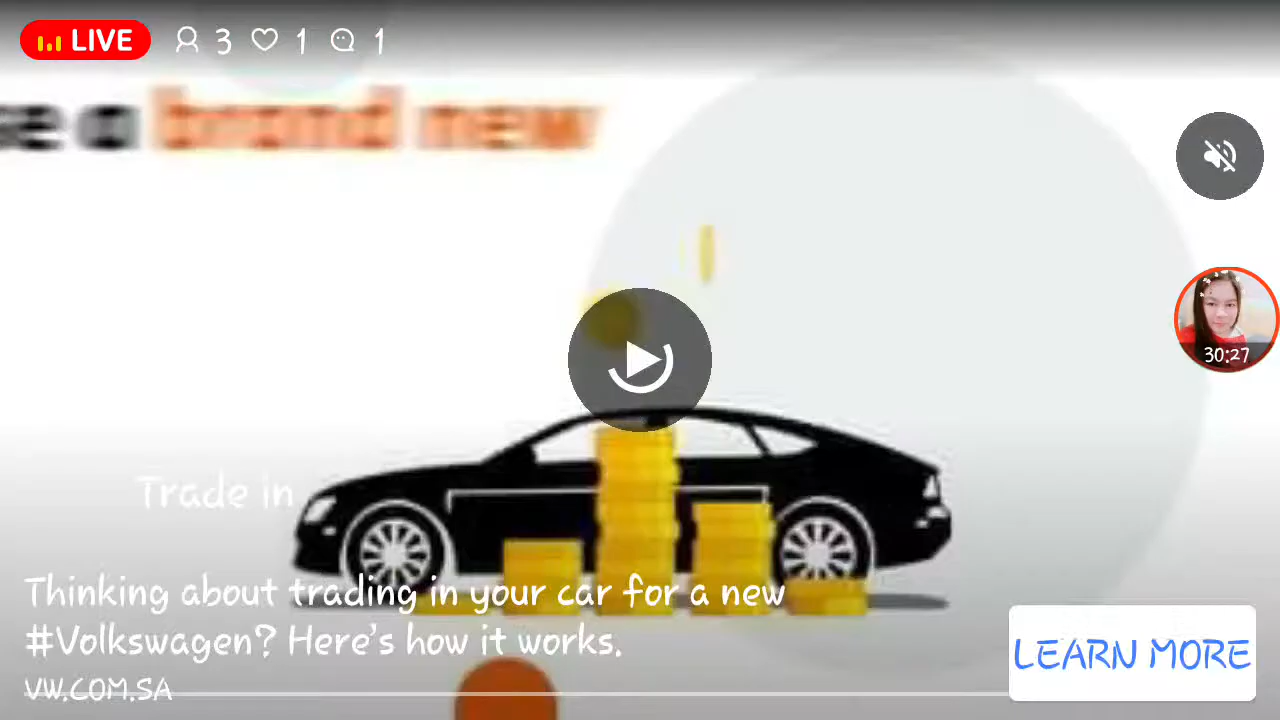 LIVE 3 1 1
se a brand new
30:27
Trade in
Thinking about trading in your car for a new
#Volkswagen? Here's how it works.
VW.COM.SA
LEARN MORE